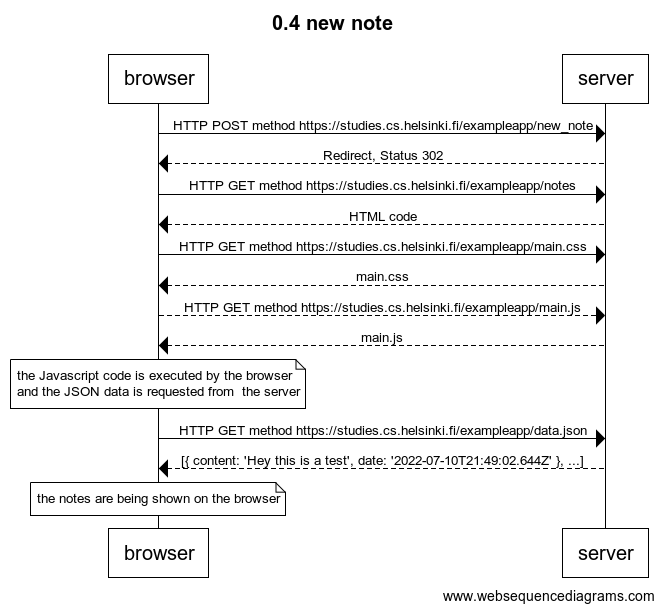 0.4 new note
browser
server
HTTP POST method https://studies.cs.helsinki.fi/exampleapp/new_note
Redirect, Status 302
HTTP GET method https://studies.cs.helsinki.fi/exampleapp/notes
HTML code
HTTP GET method https://studies.cs.helsinki.fi/exampleapp/main.css
main.css
HTTP GET method https://studies.cs.helsinki.fi/exampleapp/main.js
main.js
the Javascript code is executed by the browser
and the JSON data is requested from  the server
HTTP GET method https://studies.cs.helsinki.fi/exampleapp/data.json
[{ content: 'Hey this is a test', date: '2022-07-10T21:49:02.644Z' }, ...]
the notes are being shown on the browser
browser
server
www.websequencediagrams.com